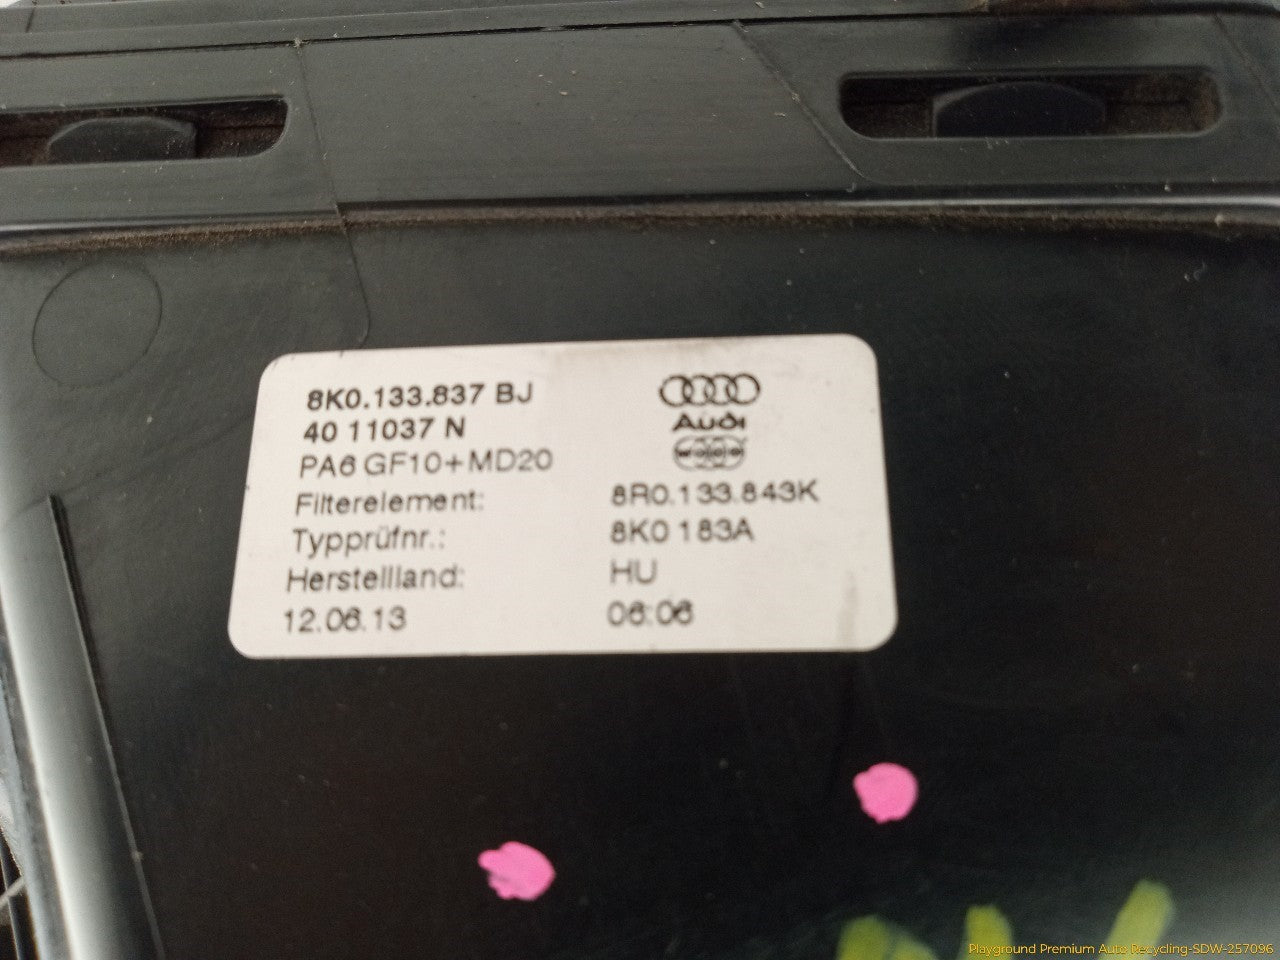 8K0.133.837 BJ
40 11037 N
PA6 GF10+MD20
Audi
Filterelement: 8R0.133.843K
Typprüfnr.: 8K0 183A
Herstellland: HU
12.06.13 06:06
Playground Premium Auto Recycling-SDW-257096